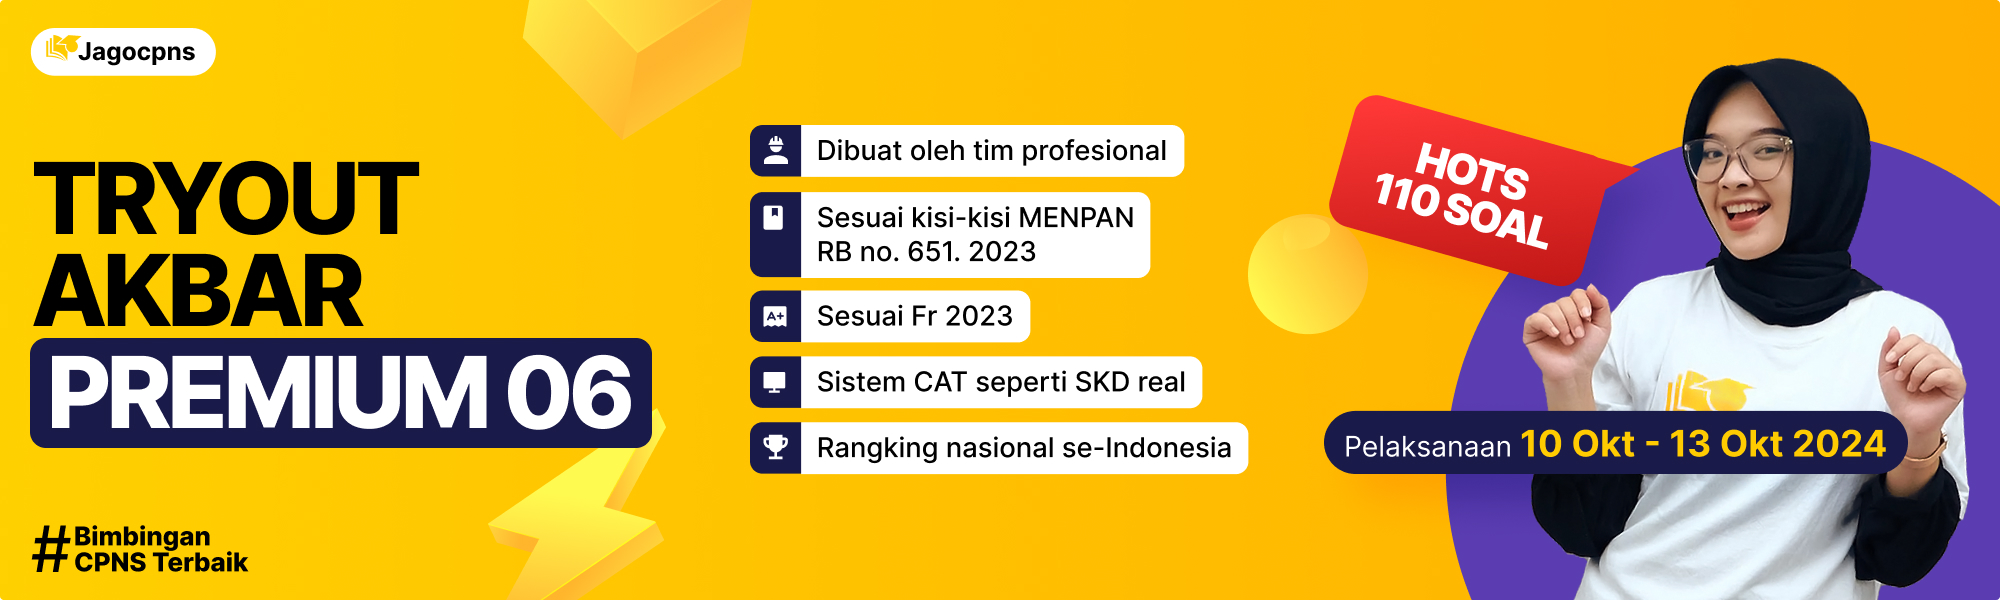 Jagocpns
TRYOUT
AKBAR
PREMIUM 06
#Bimbingan
CPNS Terbaik
Dibuat oleh tim profesional
Sesuai kisi-kisi MENPAN
RB no. 651. 2023
A+
Sesuai Fr 2023
Sistem CAT seperti SKD real
Rangking nasional se-Indonesia
HOTS
110 SOAL
Pelaksanaan 10 Okt - 13 Okt 2024